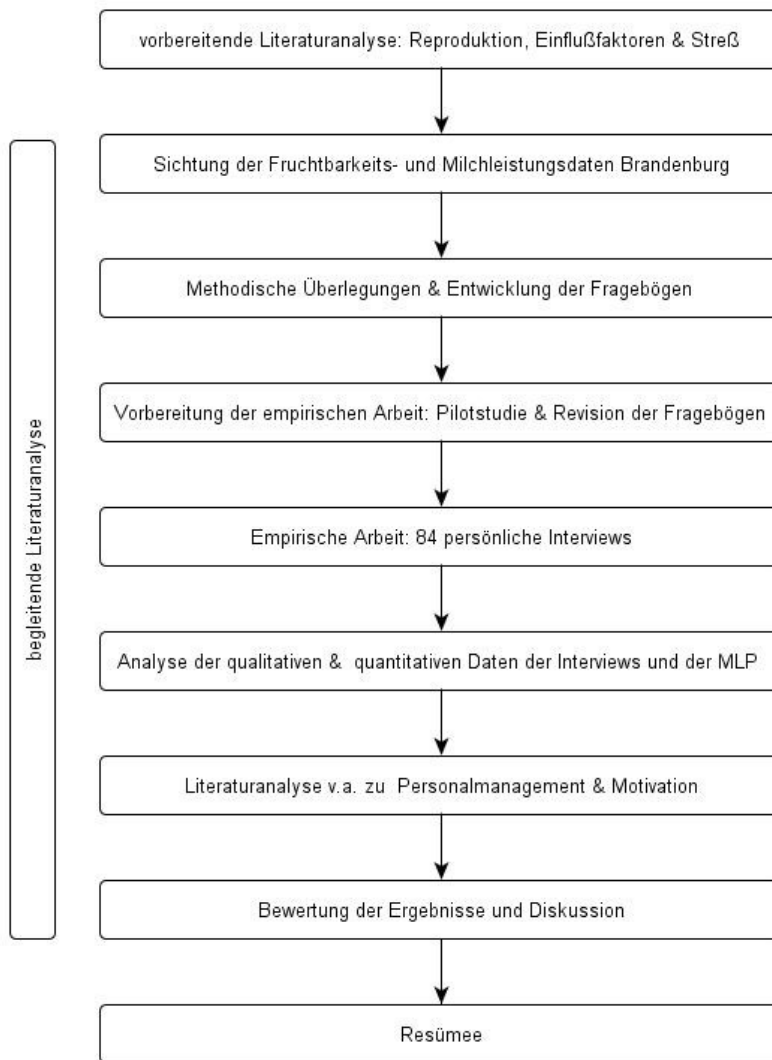 vorbereitende Literaturanalyse: Reproduktion, Einflußfaktoren & Streß
begleitende Literaturanalyse
Sichtung der Fruchtbarkeits- und Milchleistungsdaten Brandenburg
Methodische Überlegungen & Entwicklung der Fragebögen
Vorbereitung der empirischen Arbeit: Pilotstudie & Revision der Fragebögen
Empirische Arbeit: 84 persönliche Interviews
Analyse der qualitativen & quantitativen Daten der Interviews und der MLP
Literaturanalyse v.a. zu Personalmanagement & Motivation
Bewertung der Ergebnisse und Diskussion
Resümee